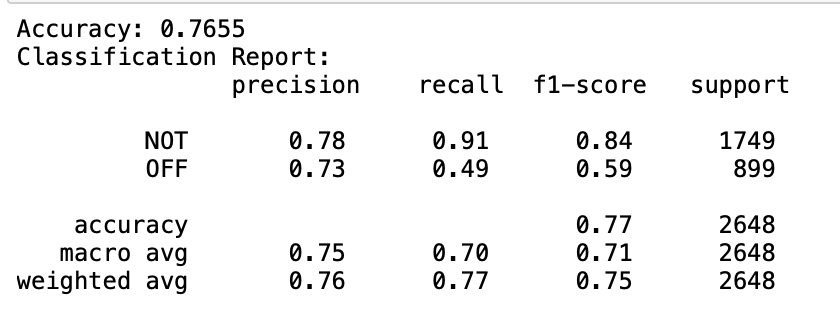 Accuracy: 0.7655
Classification Report:
precision recall f1-score support
NOT 0.78 0.91 0.84 1749
OFF 0.73 0.49 0.59 899
accuracy 0.77 2648
macro avg 0.75 0.70 0.71 2648
weighted avg 0.76 0.77 0.75 2648